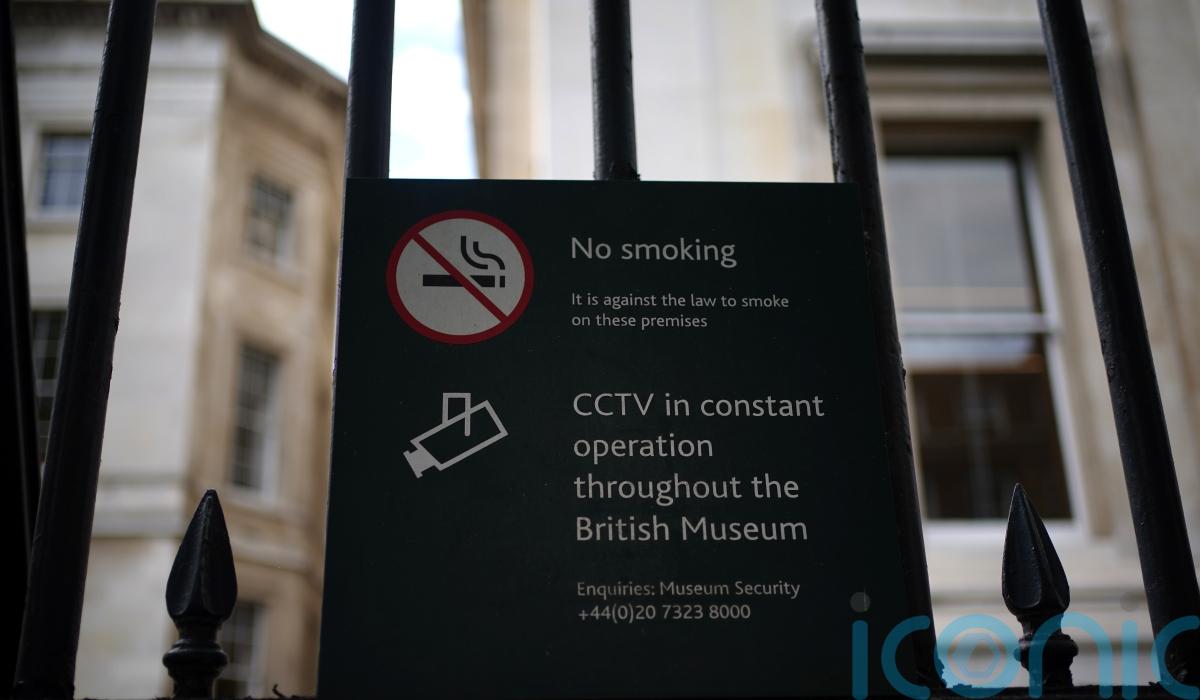 No smoking
It is against the law to smoke
on these premises
CCTV in constant
operation
throughout the
British Museum
Enquiries: Museum Security
+44(0)20 7323 8000
iconic